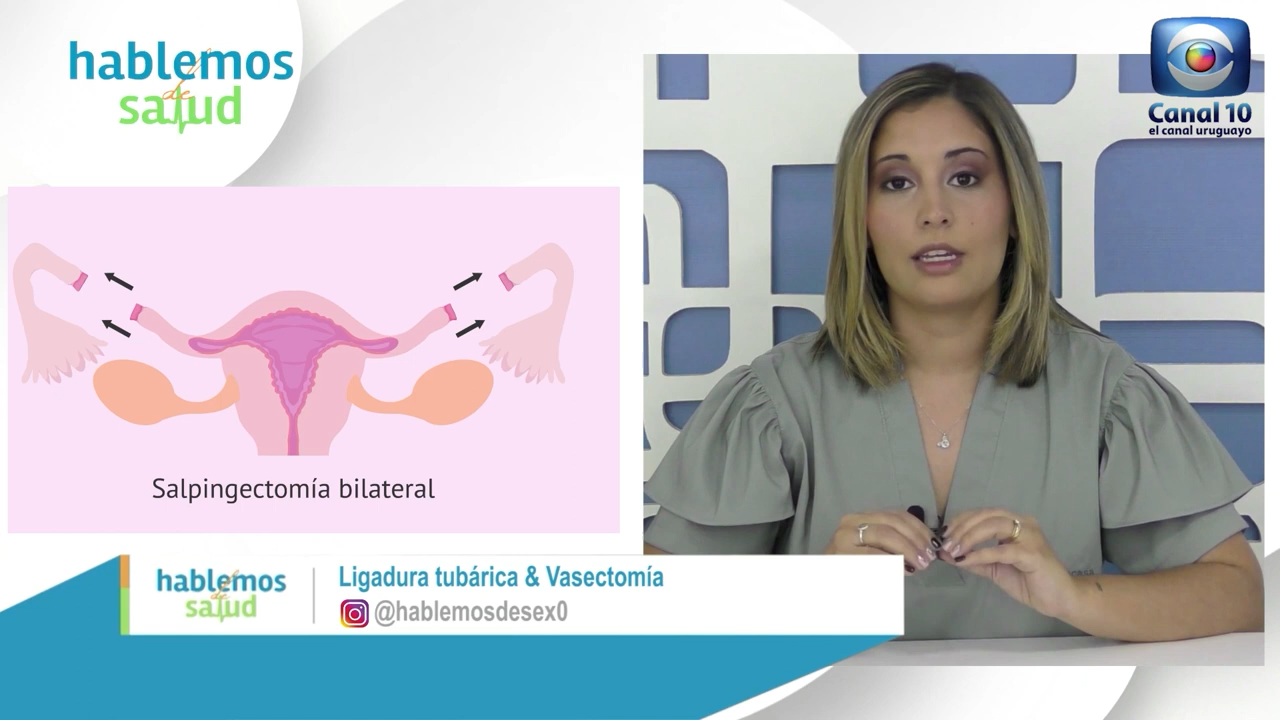 hablemos
de
salud
Canal 10
el canal uruguayo
Salpingectomía bilateral
hablemos
de
salud
Ligadura tubárica & Vasectomía
@hablemosdesex0